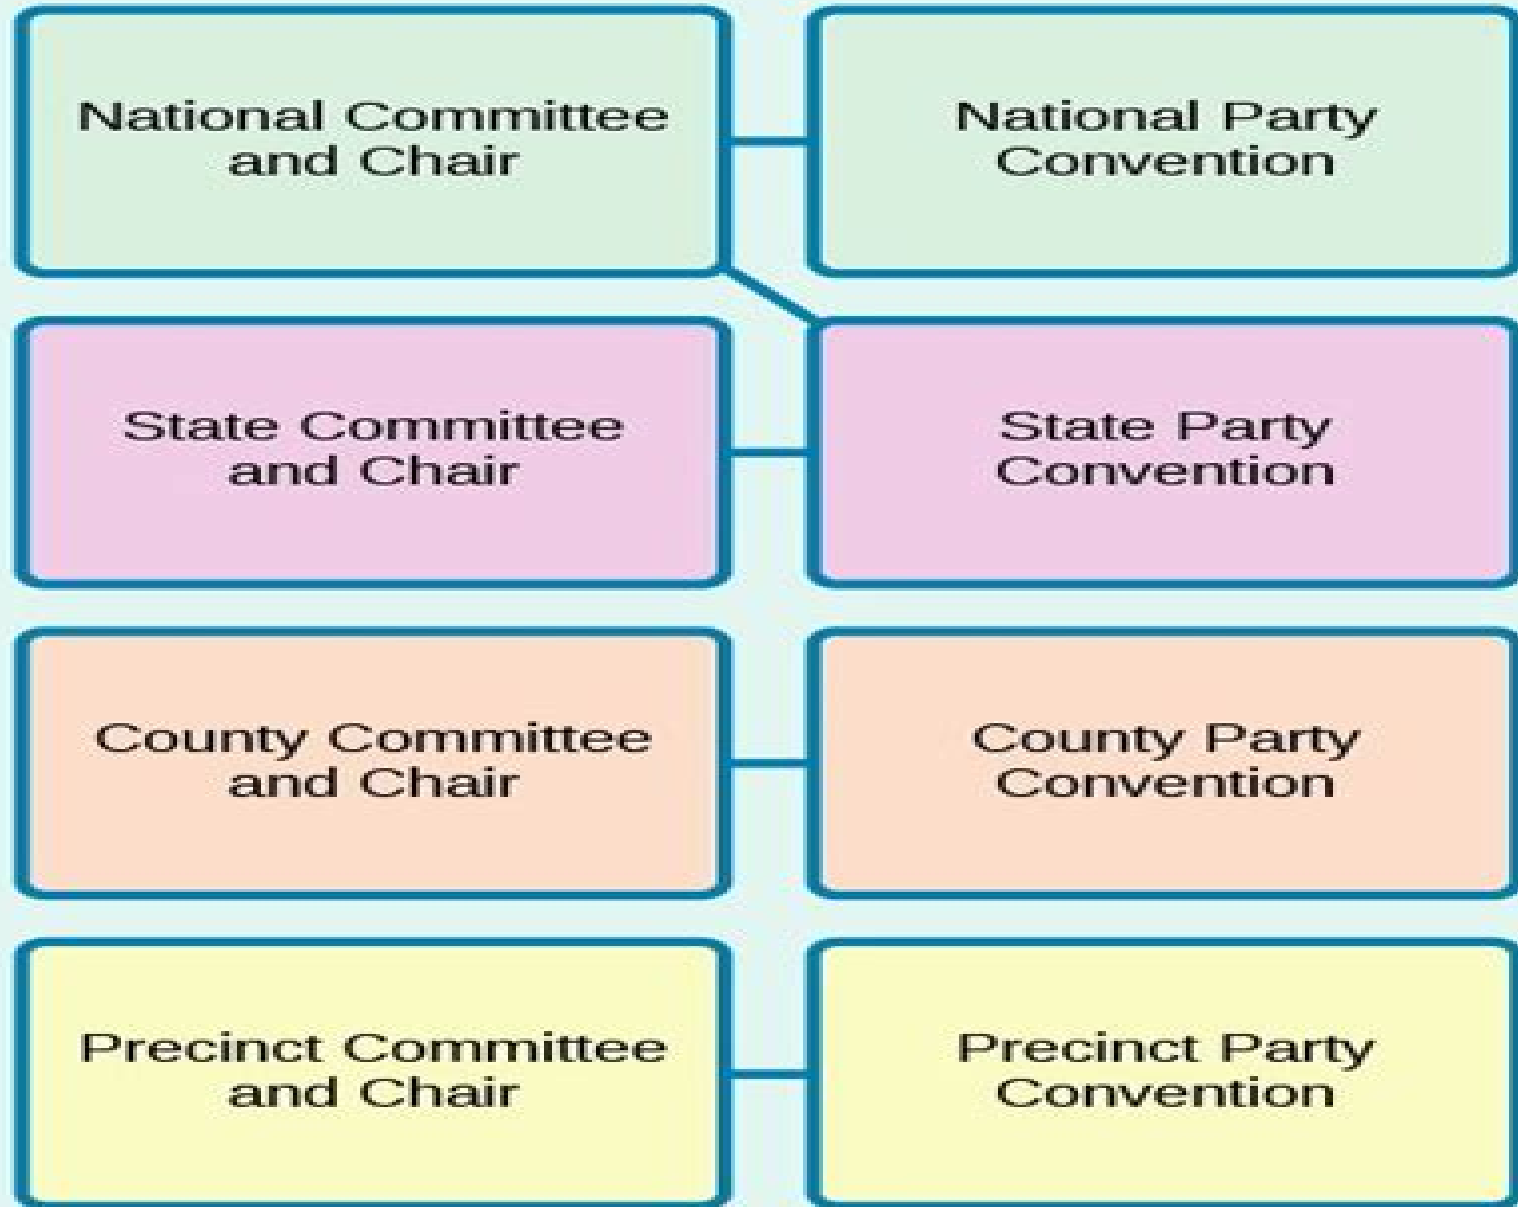 National Committee
and Chair
National Party
Convention
State Committee
and Chair
State Party
Convention
County Committee
and Chair
County Party
Convention
Precinct Committee
and Chair
Precinct Party
Convention